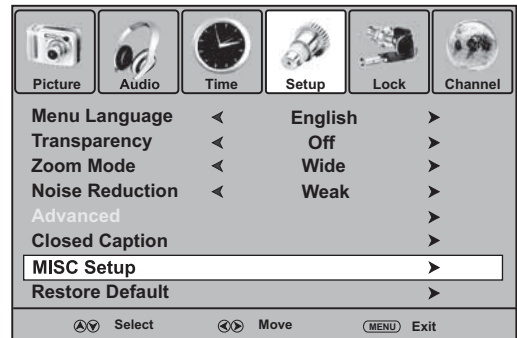 Picture Audio Time Setup Lock Channel
Menu Language English
Transparency Off
Zoom Mode Wide
Noise Reduction Weak
Advanced
Closed Caption
MISC Setup
Restore Default
Select Move MENU Exit